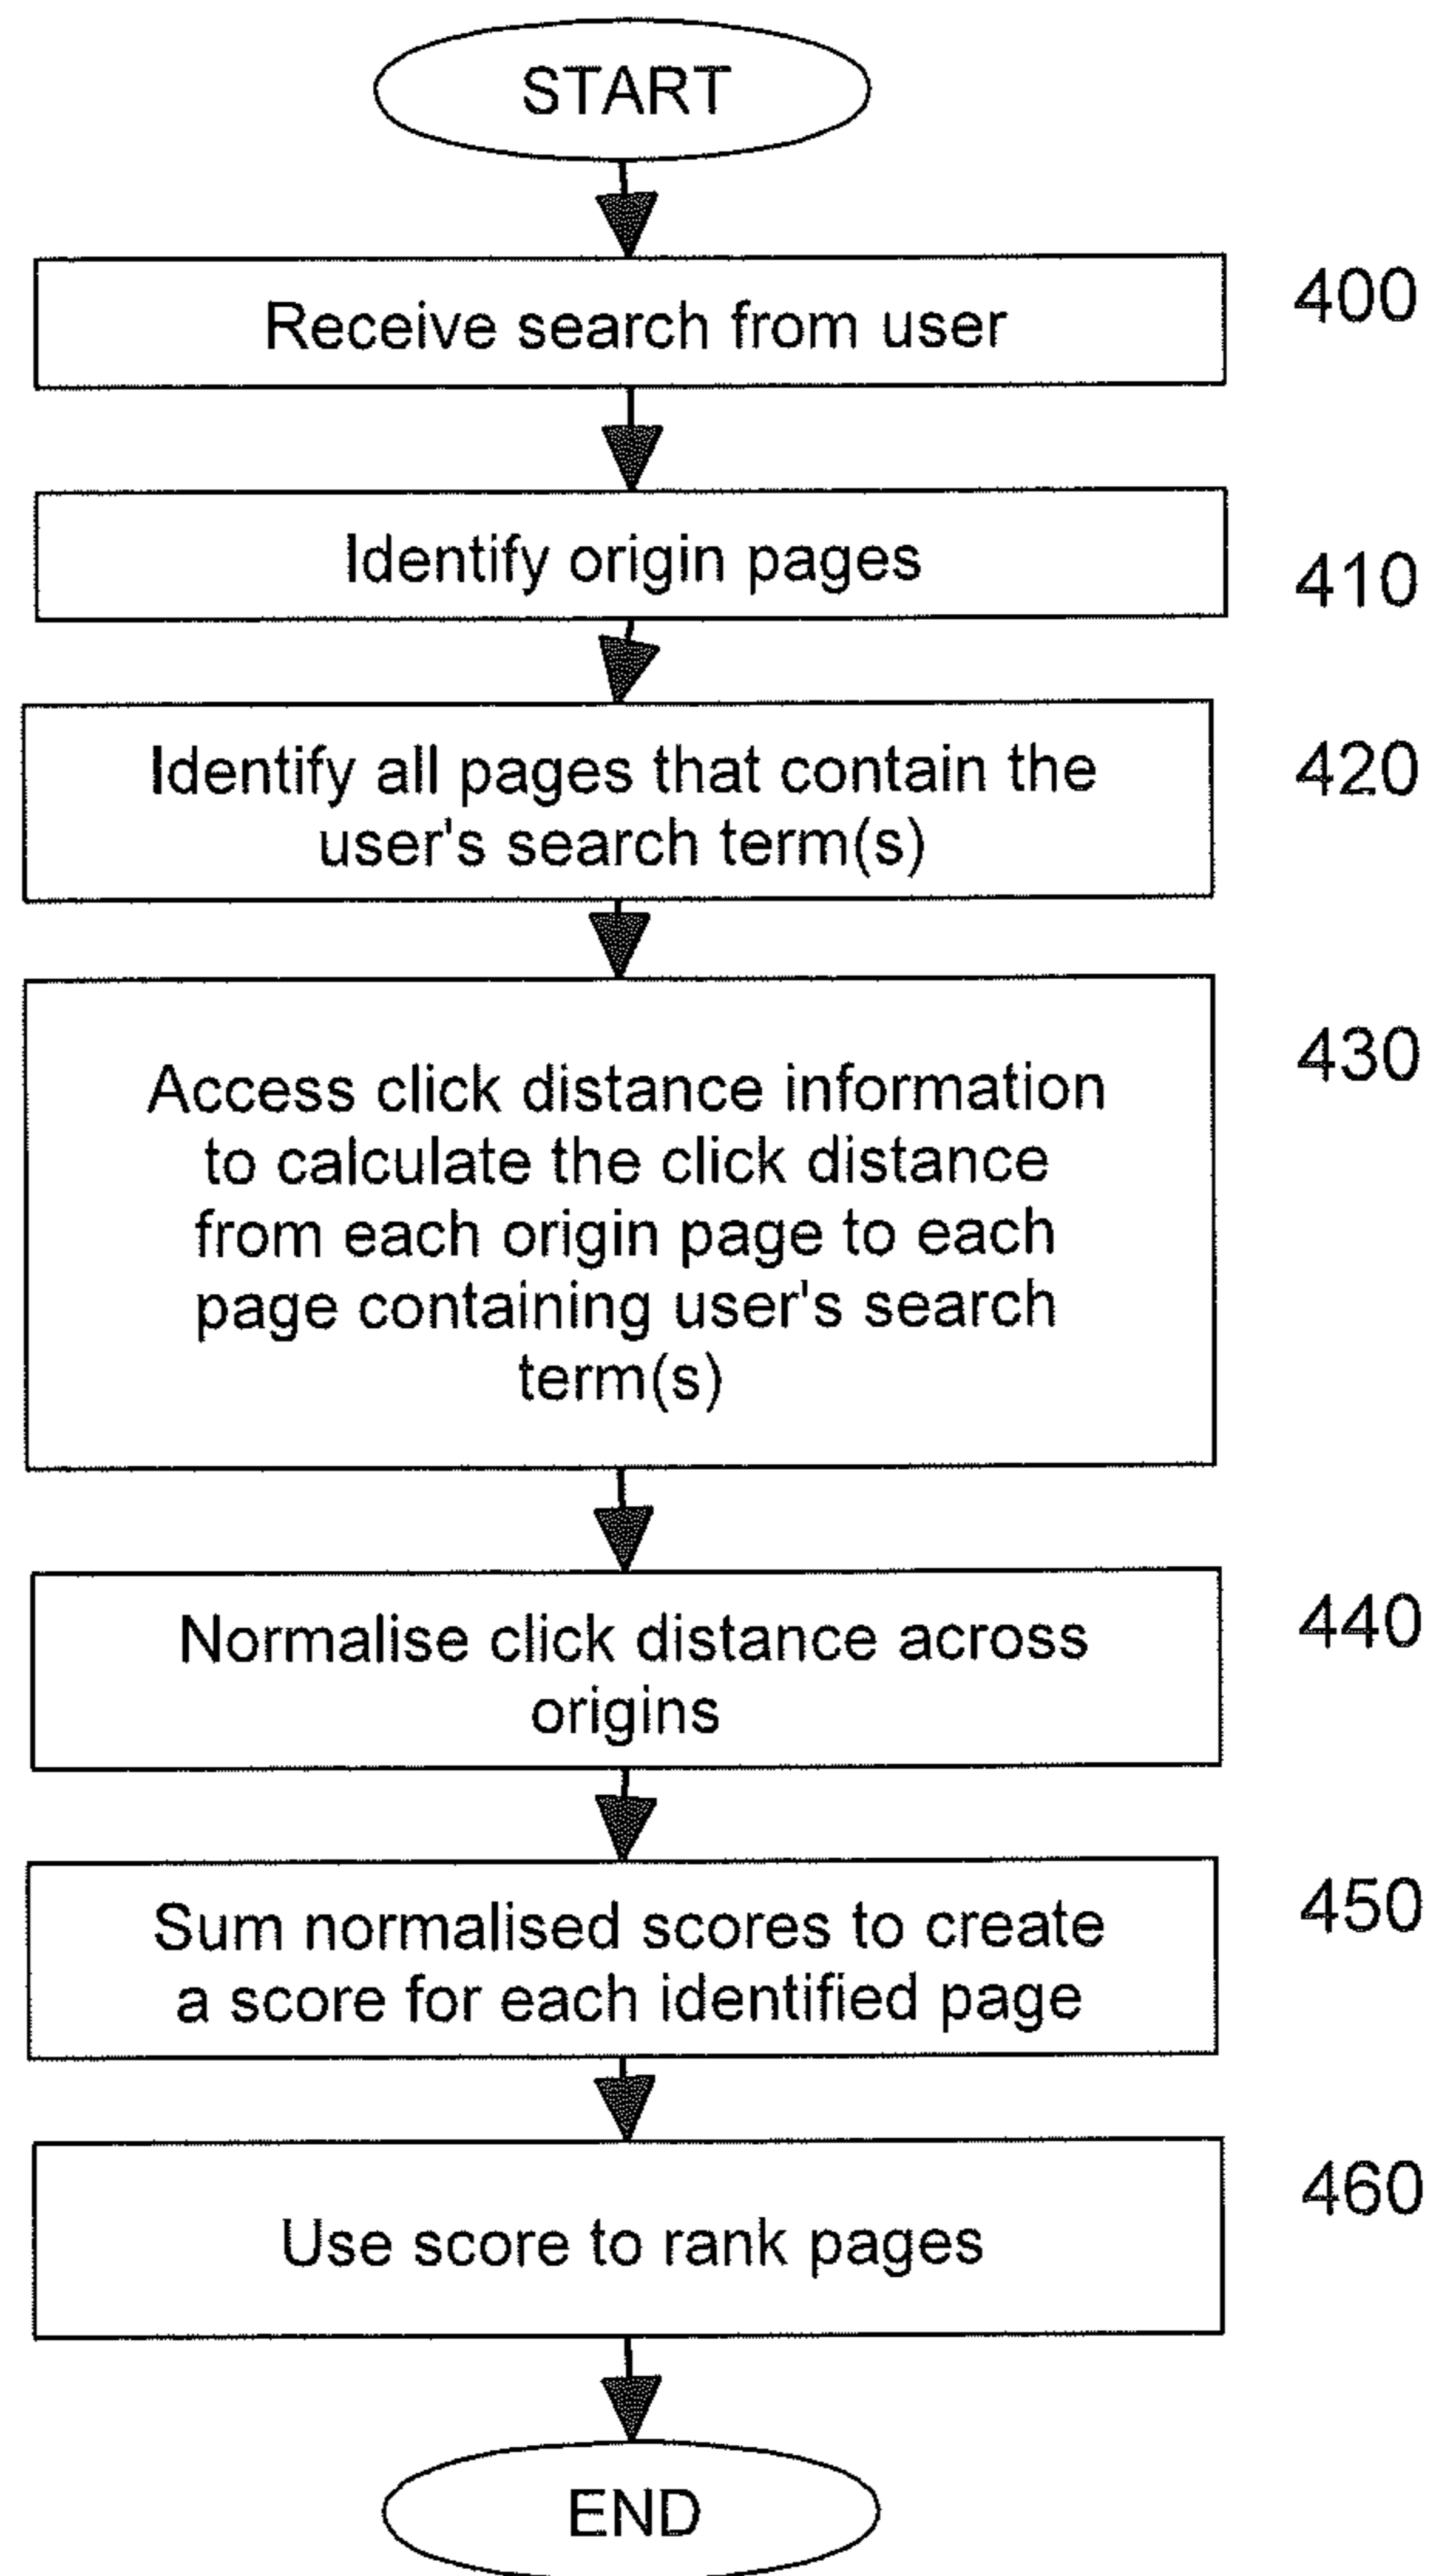 START
Receive search from user
400
Identify origin pages
410
Identify all pages that contain the
user's search term(s)
420
Access click distance information
to calculate the click distance
from each origin page to each
page containing user's search
term(s)
430
Normalise click distance across
origins
440
Sum normalised scores to create
a score for each identified page
450
Use score to rank pages
460
END